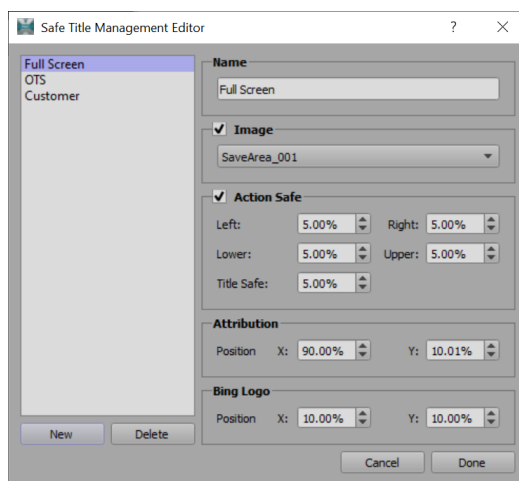 Safe Title Management Editor ? ×
Full Screen
OTS
Customer
New Delete
Name
Full Screen
Image
SaveArea_001
Action Safe
Left: 5.00% Right: 5.00%
Lower: 5.00% Upper: 5.00%
Title Safe: 5.00%
Attribution
Position X: 90.00% Y: 10.01%
Bing Logo
Position X: 10.00% Y: 10.00%
Cancel Done